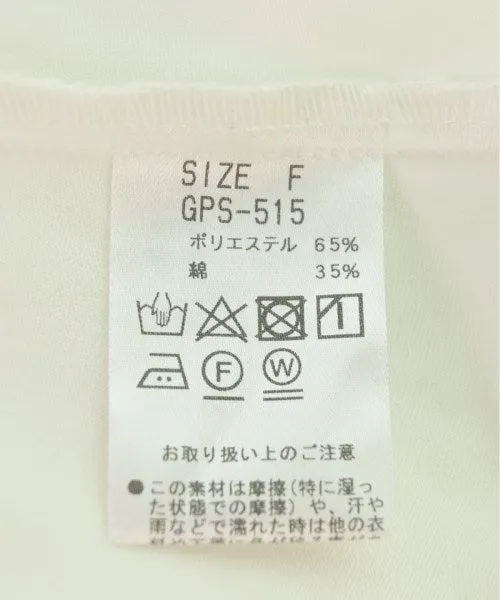 SIZE F
GPS-515
ポリエステル 65%
綿 35%
F W
お取り扱い上のご注意
●この素材は摩擦(特に湿っ
た状態での摩擦)や、汗や
雨などで濡れた時は他の衣